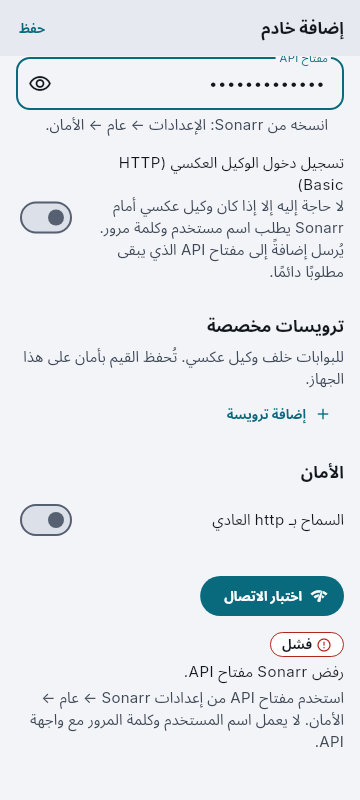 إضافة خادم
حفظ
مفتاح API
•••••••••••••
انسخه من Sonarr: الإعدادات ← عام ← الأمان.
تسجيل دخول الوكيل العكسي (HTTP
Basic)
لا حاجة إليه إلا إذا كان وكيل عكسي أمام
Sonarr يطلب اسم مستخدم وكلمة مرور.
يُرسل إضافةً إلى مفتاح API الذي يبقى
مطلوبًا دائمًا.
ترويسات مخصصة
للبوابات خلف وكيل عكسي. تُحفظ القيم بأمان على هذا
الجهاز.
إضافة ترويسة
الأمان
السماح بـ http العادي
اختبار الاتصال
فشل
رفض Sonarr مفتاح API.
استخدم مفتاح API من إعدادات Sonarr ← عام ←
الأمان. لا يعمل اسم المستخدم وكلمة المرور مع واجهة
API.